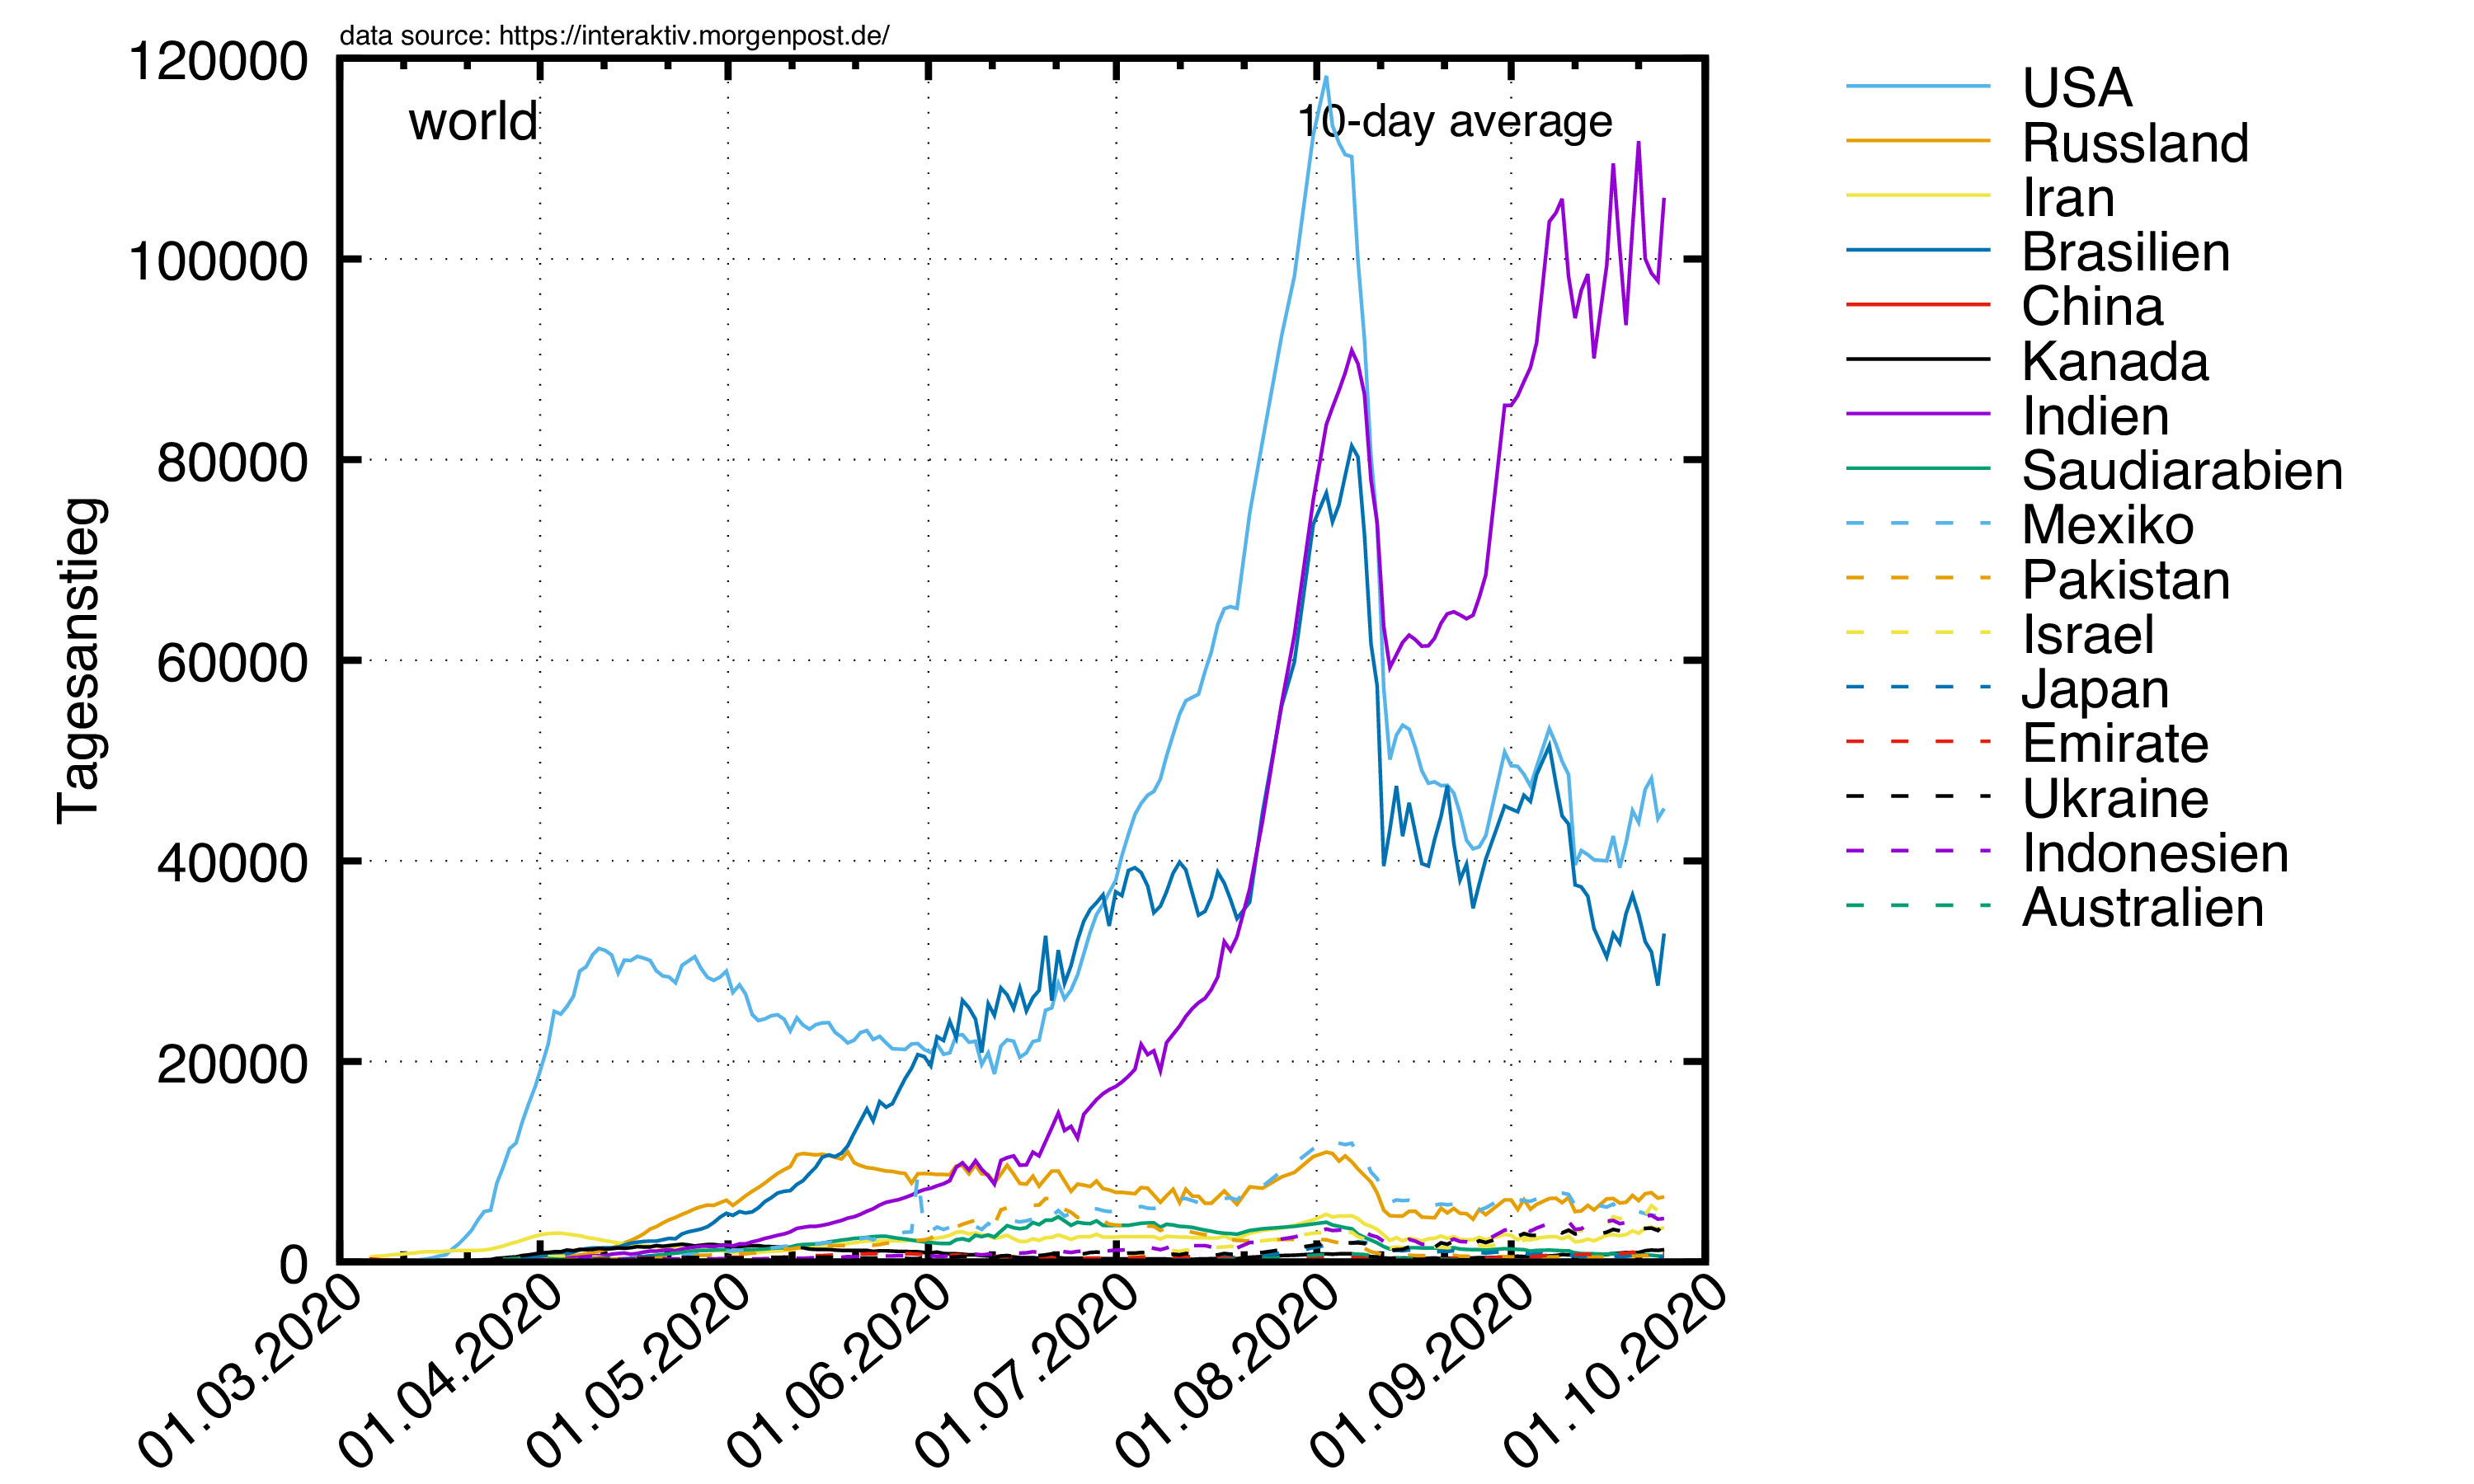 data source: https://interaktiv.morgenpost.de/
world
10-day average
Tagesanstieg
120000
100000
80000
60000
40000
20000
0
01.03.2020
01.04.2020
01.05.2020
01.06.2020
01.07.2020
01.08.2020
01.09.2020
01.10.2020
USA
Russland
Iran
Brasilien
China
Kanada
Indien
Saudiarabien
Mexiko
Pakistan
Israel
Japan
Emirate
Ukraine
Indonesien
Australien